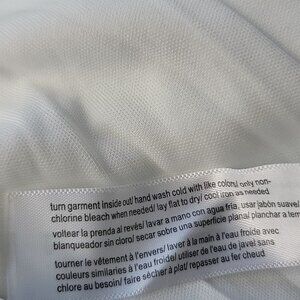 turn garment inside out/ hand wash cold with like colors/ only non-
chlorine bleach when needed/ lay flat to dry/ cool iron as needed
voltear la prenda al revés/ lavar a mano con agua fría, usar jabón suave/
blanqueador sin cloro/ secar sobre una superficie plana/ planchar a
tourner le vêtement à l'envers/ laver à la main à l'eau froide avec
couleurs similaires à l'eau froide/ utiliser de l'eau de javel sans
chlore au besoin/ faire sécher à plat/ repasser au fer chaud.